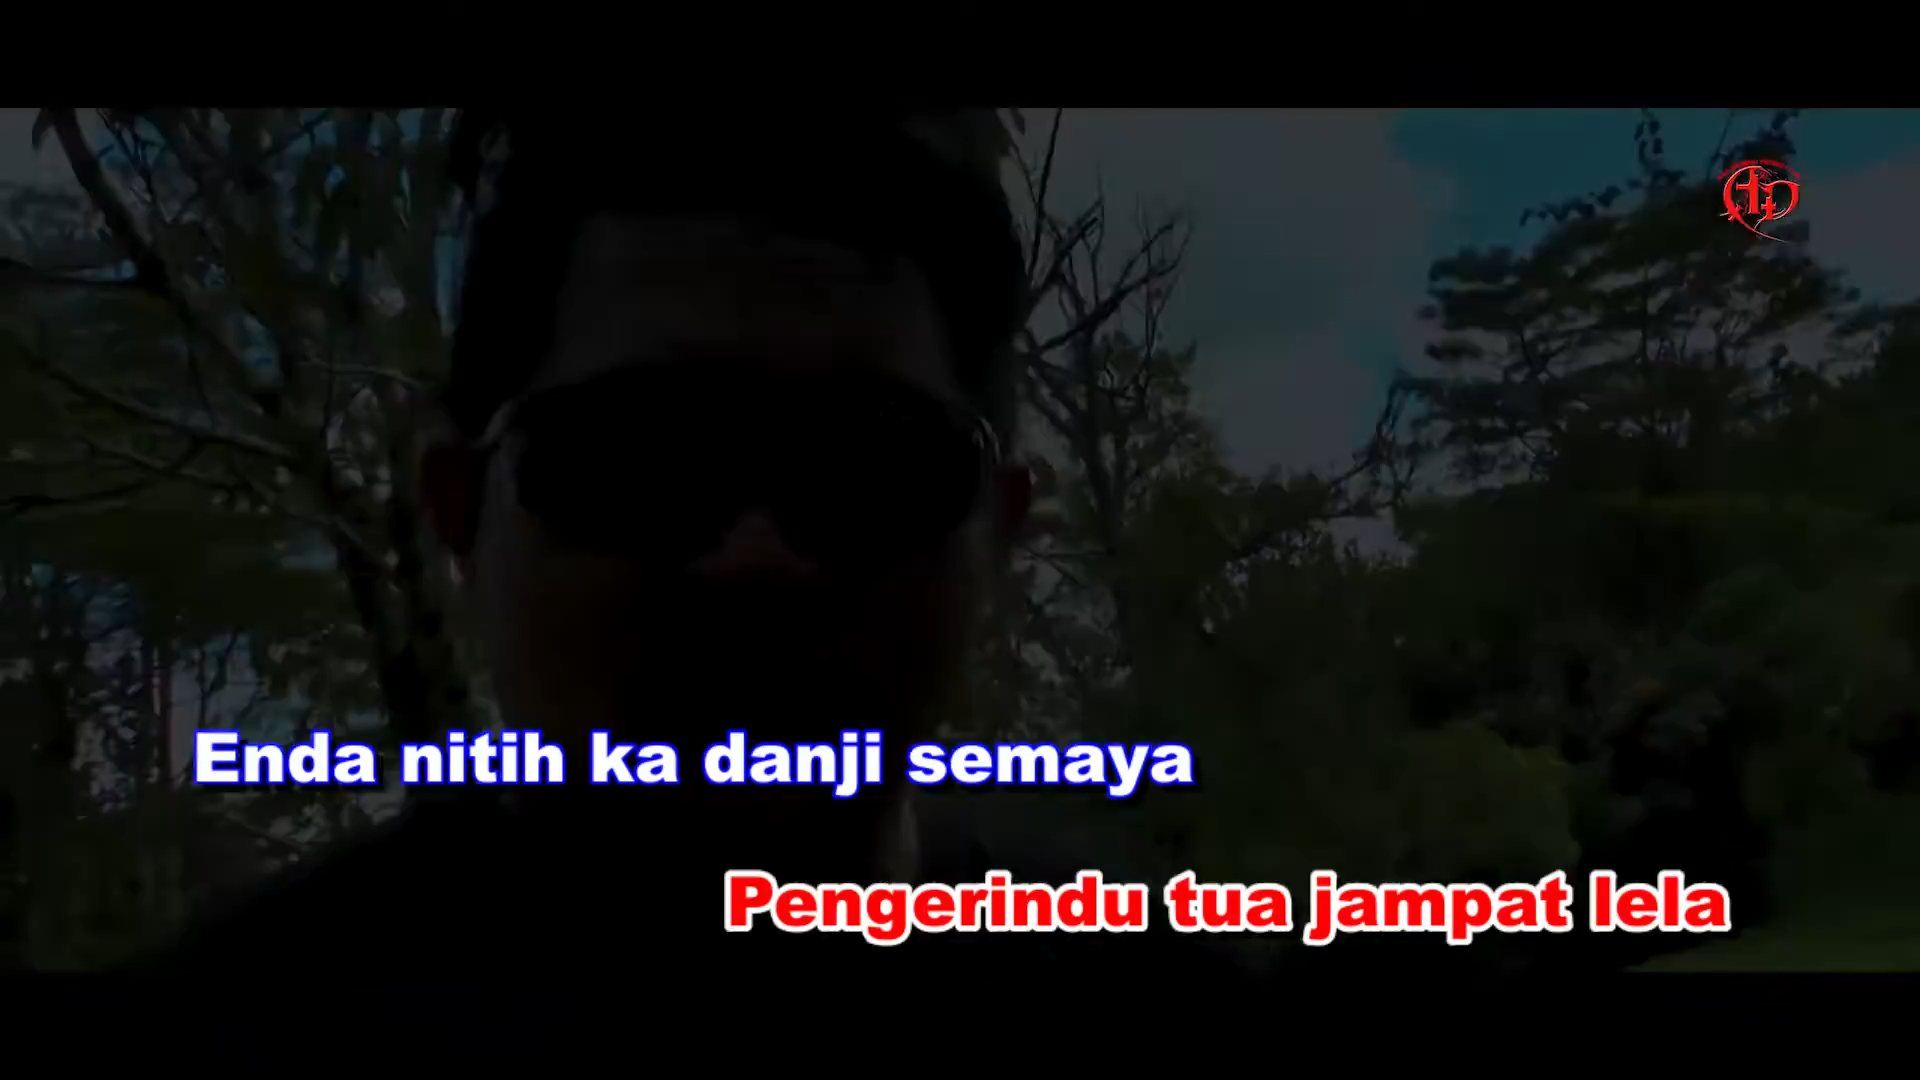 Enda nitih ka danji semaya
Pengerindu tua jampat lela